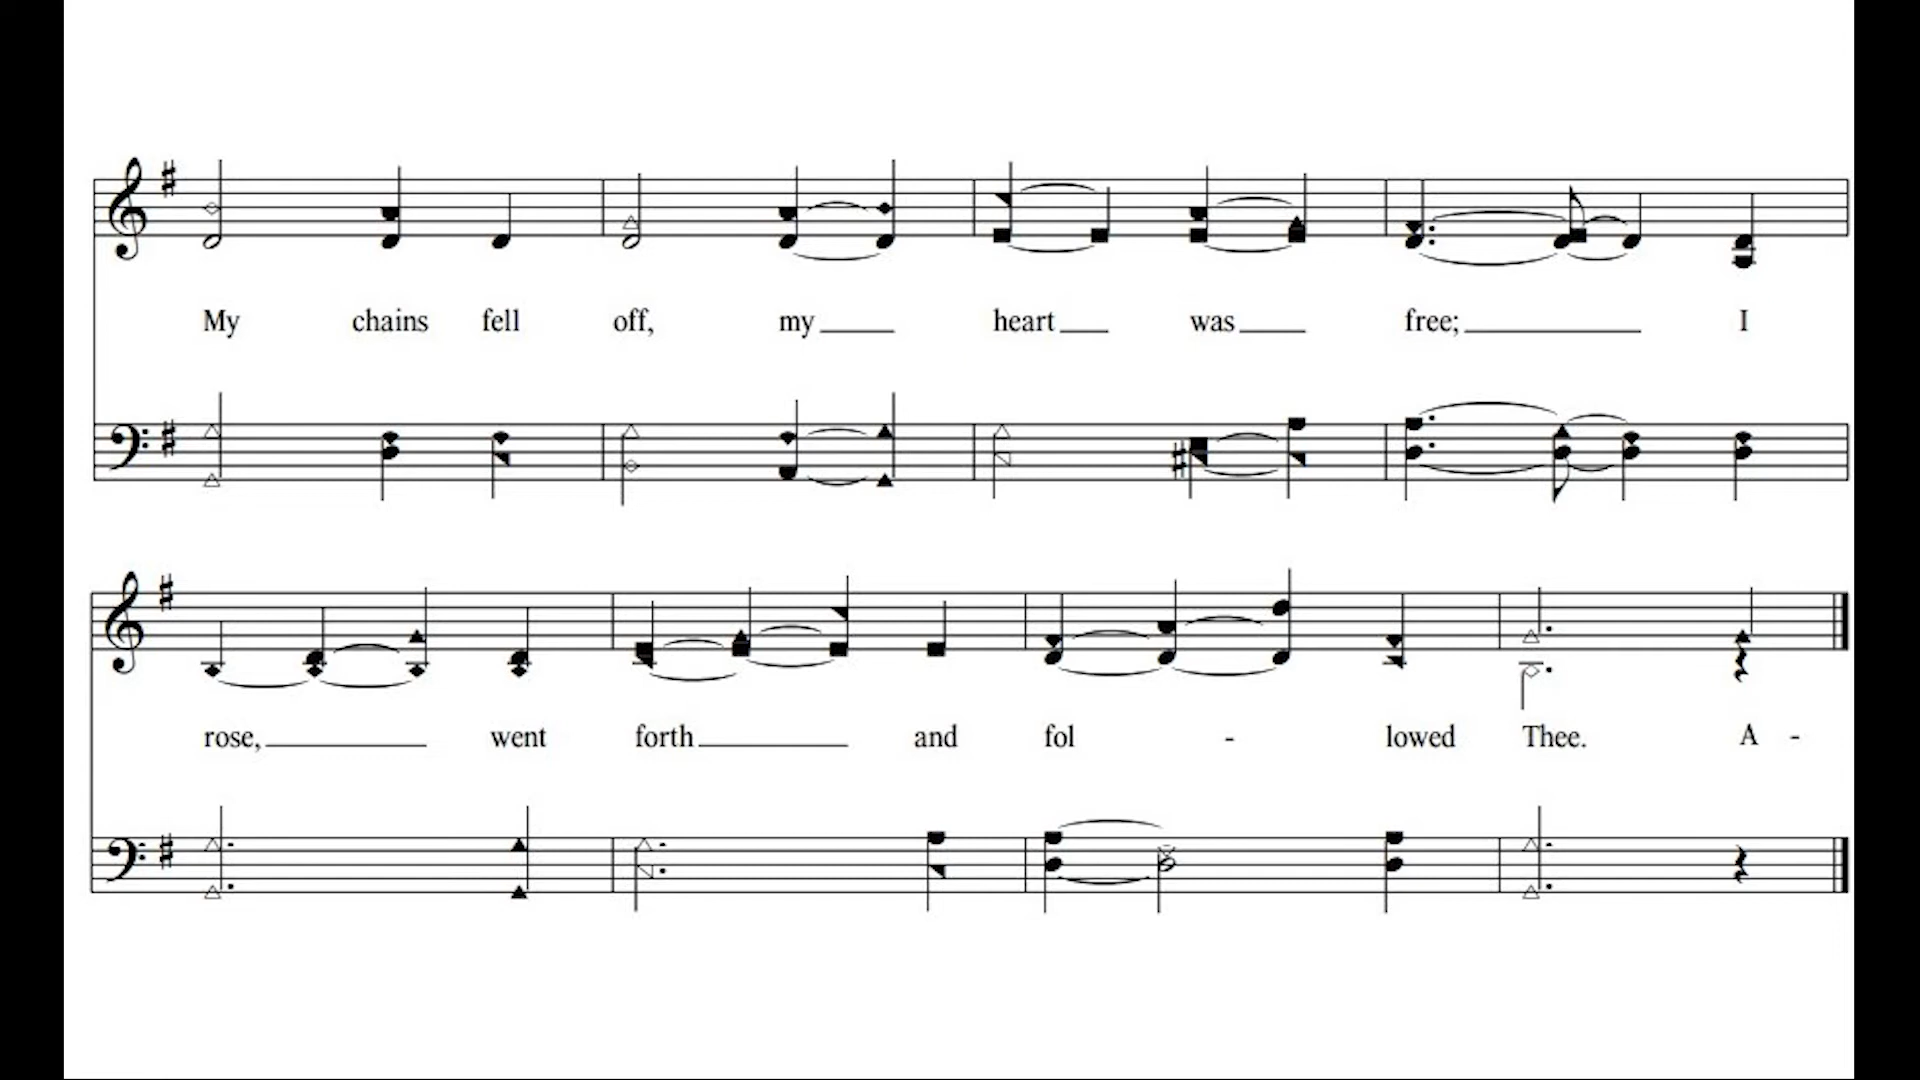 My chains fell off, my heart was free; I
rose, went forth and fol - lowed Thee. A -